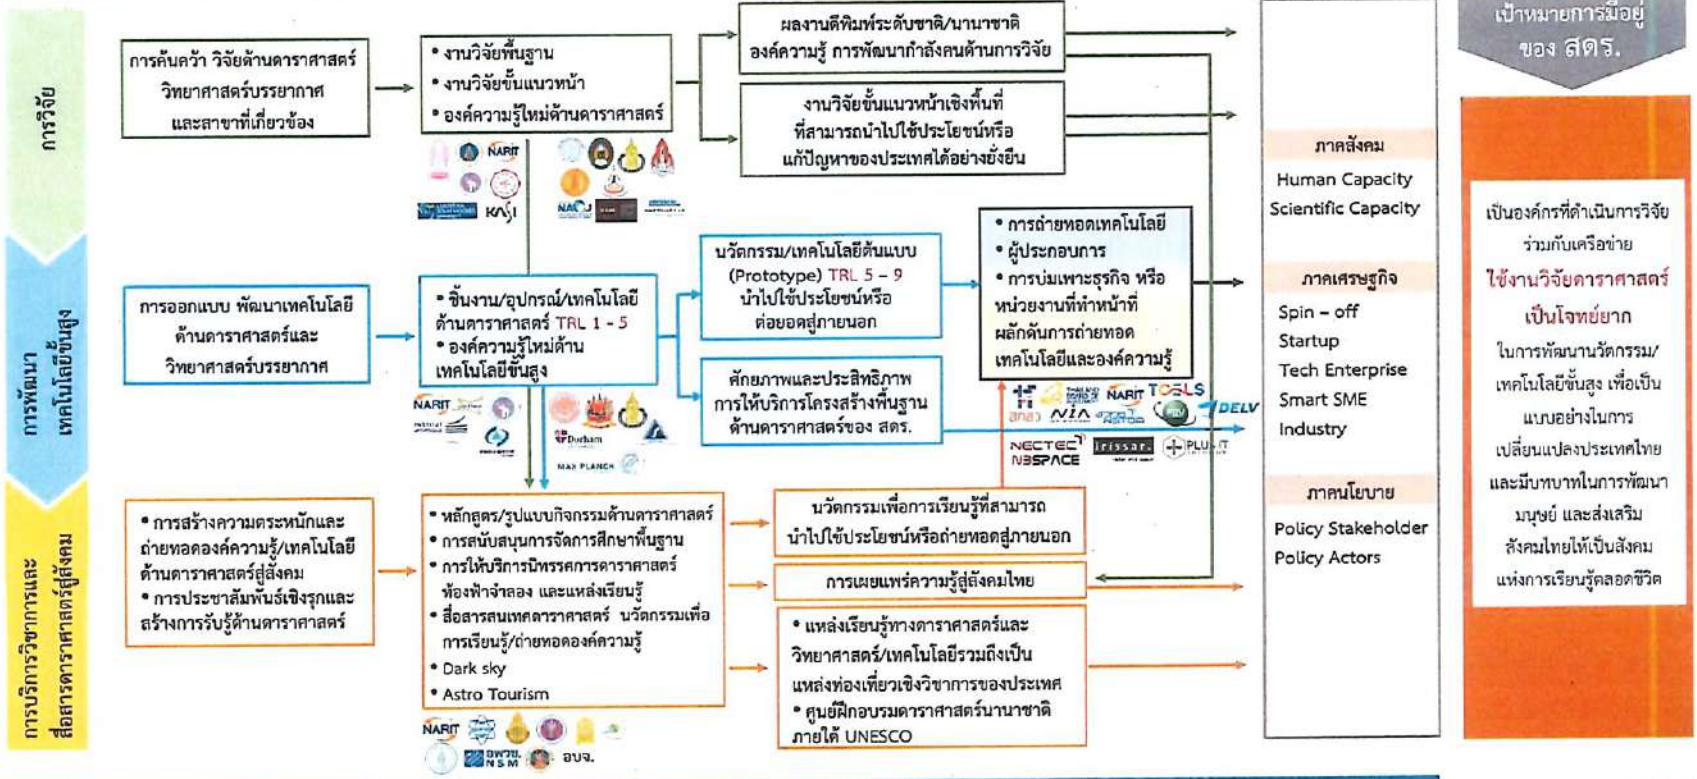 การวิจัย
การค้นคว้า วิจัยด้านดาราศาสตร์
วิทยาศาสตร์บรรยากาศ
และสาขาที่เกี่ยวข้อง
• งานวิจัยพื้นฐาน
• งานวิจัยขั้นแนวหน้า
• องค์ความรู้ใหม่ด้านดาราศาสตร์
NARIT
KASI
NAOJ
ผลงานตีพิมพ์ระดับชาติ/นานาชาติ
องค์ความรู้ การพัฒนากำลังคนด้านการวิจัย
งานวิจัยขั้นแนวหน้าเชิงพื้นที่
ที่สามารถนำไปใช้ประโยชน์หรือ
แก้ปัญหาของประเทศได้อย่างยั่งยืน
การพัฒนา
เทคโนโลยีขั้นสูง
การออกแบบ พัฒนาเทคโนโลยี
ด้านดาราศาสตร์และ
วิทยาศาสตร์บรรยากาศ
• ชิ้นงาน/อุปกรณ์/เทคโนโลยี
ด้านดาราศาสตร์ TRL 1 - 5
• องค์ความรู้ใหม่ด้าน
เทคโนโลยีขั้นสูง
NARIT
Durham
MAX PLANCK
นวัตกรรม/เทคโนโลยีต้นแบบ
(Prototype) TRL 5 – 9
นำไปใช้ประโยชน์หรือ
ต่อยอดสู่ภายนอก
ศักยภาพและประสิทธิภาพ
การให้บริการโครงสร้างพื้นฐาน
ด้านดาราศาสตร์ของ สดร.
• การถ่ายทอดเทคโนโลยี
• ผู้ประกอบการ
• การบ่มเพาะธุรกิจ หรือ
หน่วยงานที่ทำหน้าที่
ผลักดันการถ่ายทอด
เทคโนโลยีและองค์ความรู้
NARIT TCELS
สกสว NIA NSTDA DELV
NECTEC irissar. PLUS IT
NBSPACE
การบริการวิชาการและ
สื่อสารดาราศาสตร์สู่สังคม
• การสร้างความตระหนักและ
ถ่ายทอดองค์ความรู้/เทคโนโลยี
ด้านดาราศาสตร์สู่สังคม
• การประชาสัมพันธ์เชิงรุกและ
สร้างการรับรู้ด้านดาราศาสตร์
• หลักสูตร/รูปแบบกิจกรรมด้านดาราศาสตร์
• การสนับสนุนการจัดการศึกษาพื้นฐาน
• การให้บริการนิทรรศการดาราศาสตร์
ท้องฟ้าจำลอง และแหล่งเรียนรู้
• สื่อสารสนเทศดาราศาสตร์ นวัตกรรมเพื่อ
การเรียนรู้/ถ่ายทอดองค์ความรู้
• Dark sky
• Astro Tourism
NARIT
อพวช.
NSM
อบจ.
นวัตกรรมเพื่อการเรียนรู้ที่สามารถ
นำไปใช้ประโยชน์หรือถ่ายทอดสู่ภายนอก
การเผยแพร่ความรู้สู่สังคมไทย
• แหล่งเรียนรู้ทางดาราศาสตร์และ
วิทยาศาสตร์/เทคโนโลยีรวมถึงเป็น
แหล่งท่องเที่ยวเชิงวิชาการของประเทศ
• ศูนย์ฝึกอบรมดาราศาสตร์นานาชาติ
ภายใต้ UNESCO
ภาคสังคม
Human Capacity
Scientific Capacity
ภาคเศรษฐกิจ
Spin – off
Startup
Tech Enterprise
Smart SME
Industry
ภาคนโยบาย
Policy Stakeholder
Policy Actors
เป้าหมายการมีอยู่
ของ สดร.
เป็นองค์กรที่ดำเนินการวิจัย
ร่วมกับเครือข่าย
ใช้งานวิจัยดาราศาสตร์
เป็นโจทย์ยาก
ในการพัฒนานวัตกรรม/
เทคโนโลยีขั้นสูง เพื่อเป็น
แบบอย่างในการ
เปลี่ยนแปลงประเทศไทย
และมีบทบาทในการพัฒนา
มนุษย์ และส่งเสริม
สังคมไทยให้เป็นสังคม
แห่งการเรียนรู้ตลอดชีวิต